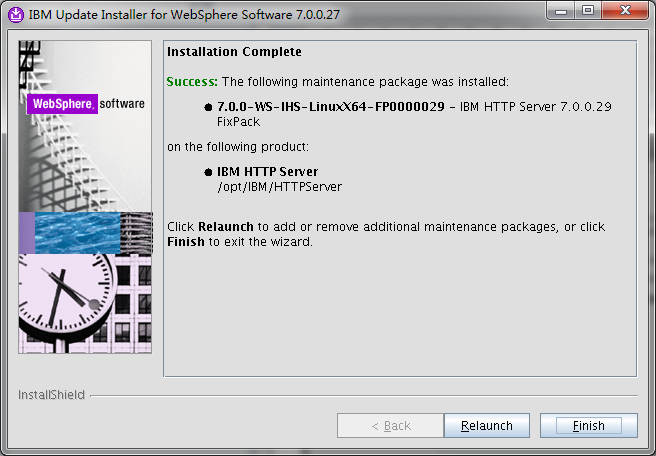 IBM Update Installer for WebSphere Software 7.0.0.27
Installation Complete
Success: The following maintenance package was installed:
● 7.0.0-WS-IHS-LinuxX64-FP0000029 - IBM HTTP Server 7.0.0.29
FixPack
on the following product:
● IBM HTTP Server
/opt/IBM/HTTPServer
Click Relaunch to add or remove additional maintenance packages, or click
Finish to exit the wizard.
WebSphere. software
InstallShield
< Back
Relaunch
Finish